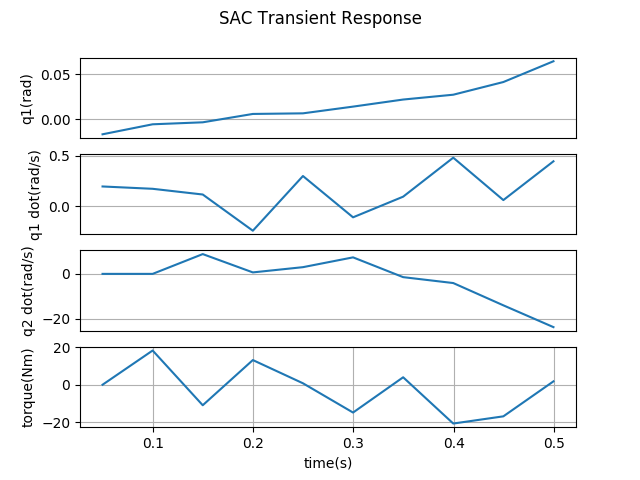 SAC Transient Response
q1(rad)
0.05
0.00
q1 dot(rad/s)
0.5
0.0
q2 dot(rad/s)
0
−20
torque(Nm)
20
0
−20
0.1 0.2 0.3 0.4 0.5
time(s)